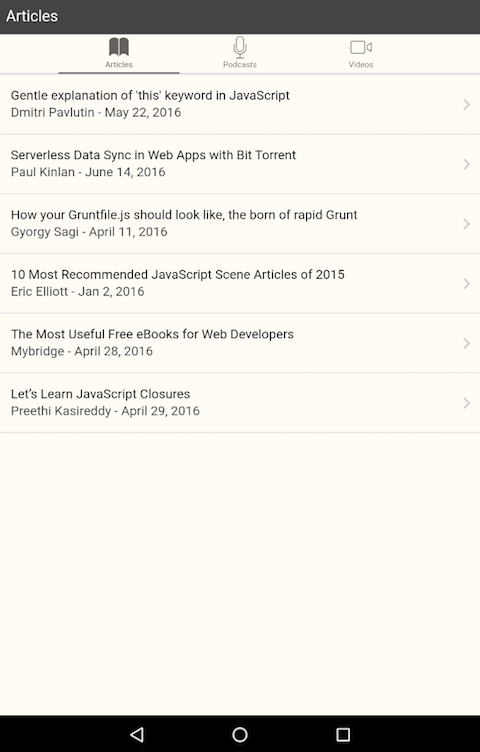 Articles
Articles
Podcasts
Videos
Gentle explanation of 'this' keyword in JavaScript
Dmitri Pavlutin - May 22, 2016
Serverless Data Sync in Web Apps with Bit Torrent
Paul Kinlan - June 14, 2016
How your Gruntfile.js should look like, the born of rapid Grunt
Gyorgy Sagi - April 11, 2016
10 Most Recommended JavaScript Scene Articles of 2015
Eric Elliott - Jan 2, 2016
The Most Useful Free eBooks for Web Developers
Mybridge - April 28, 2016
Let’s Learn JavaScript Closures
Preethi Kasireddy - April 29, 2016